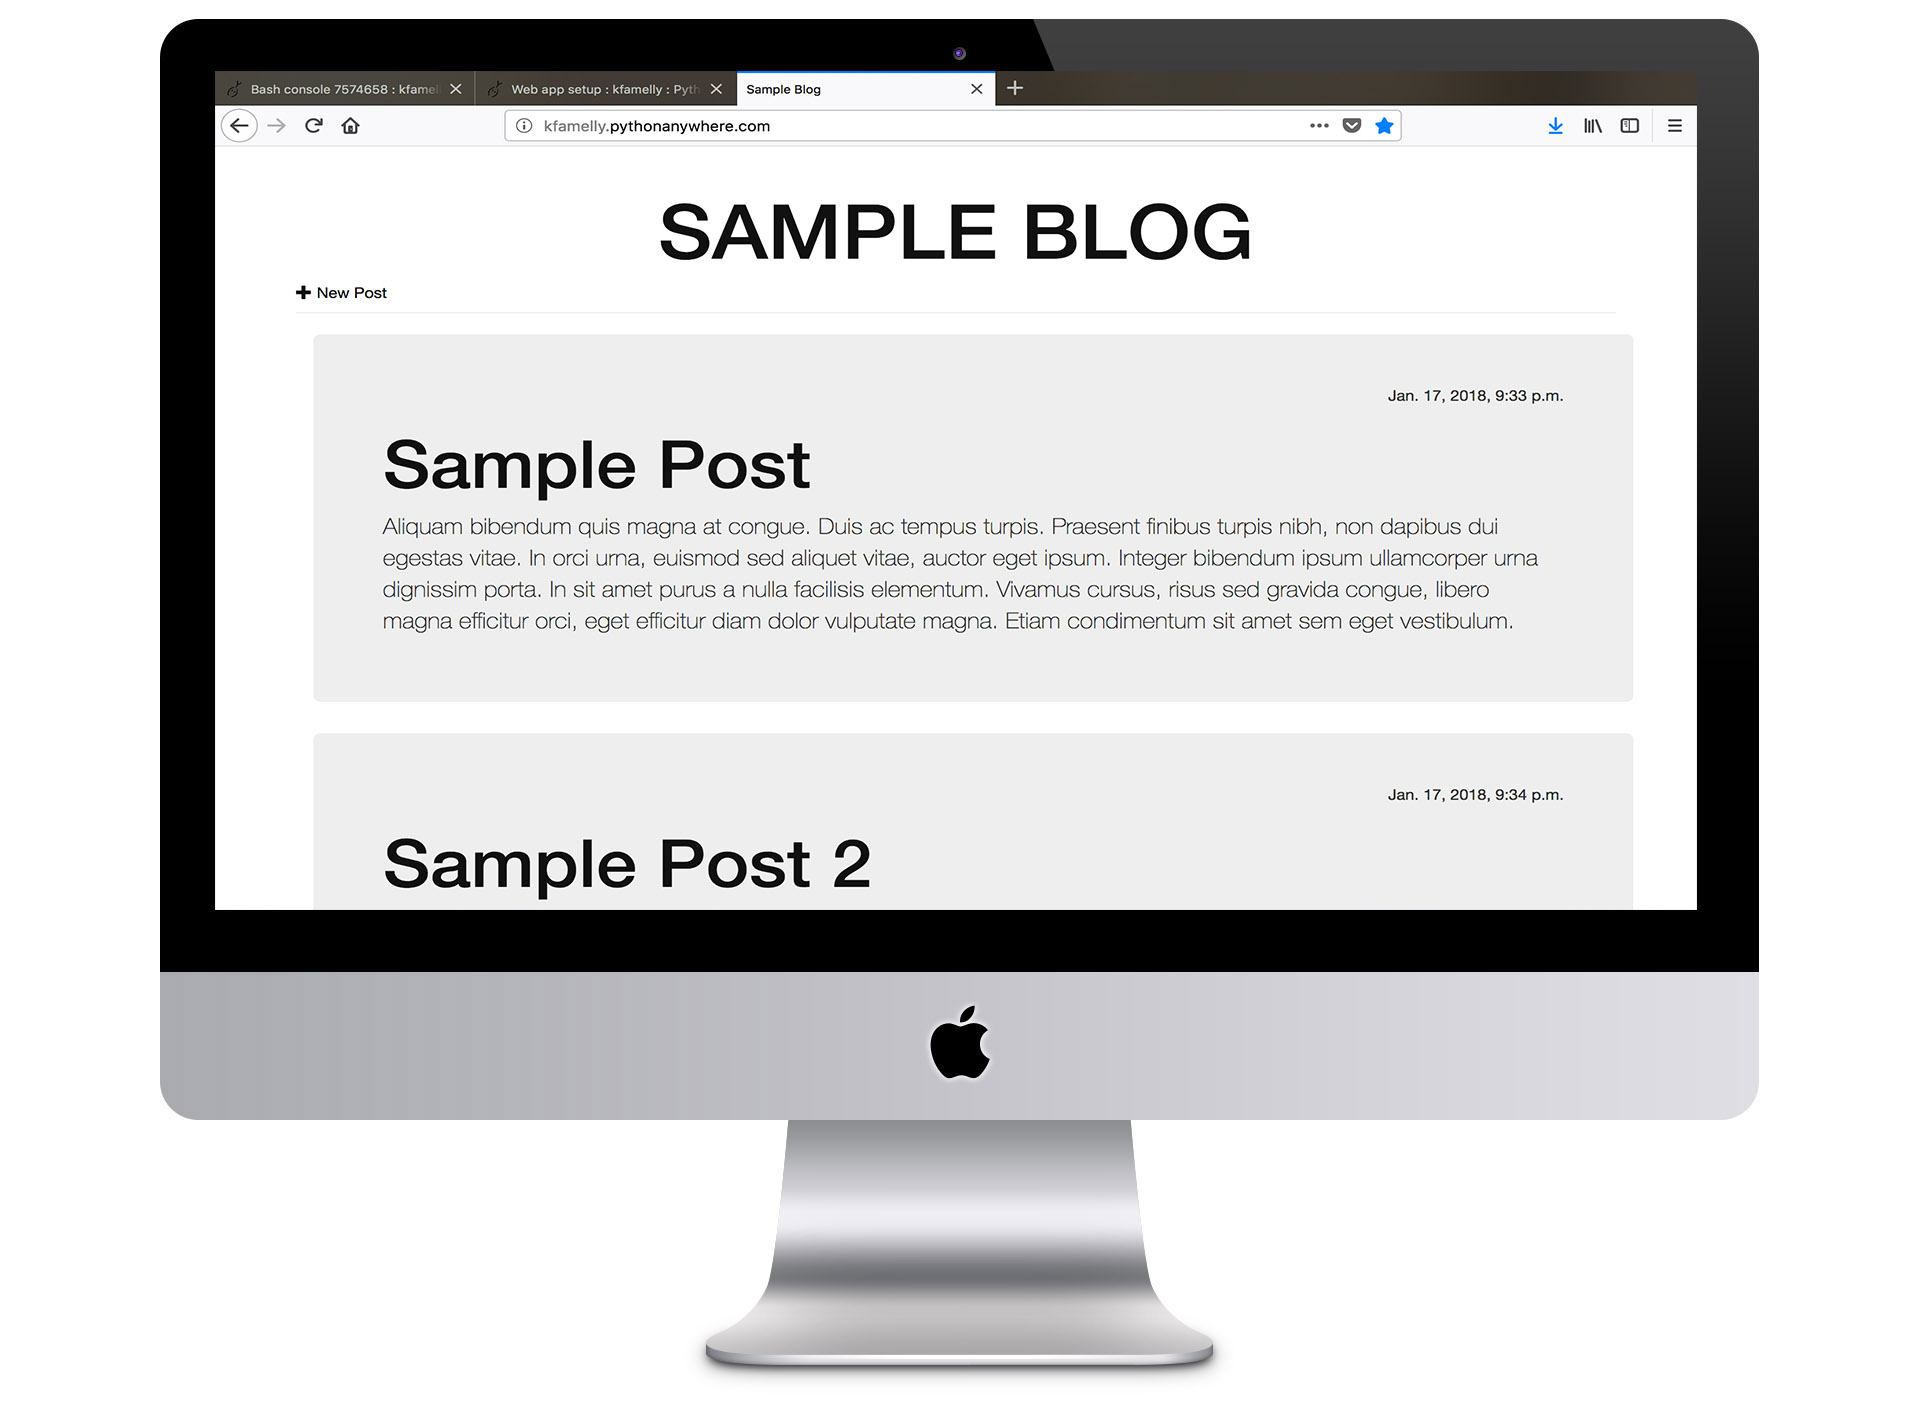 Bash console 7574658 : kfamell
Web app setup : kfamelly : Pyth
Sample Blog
kfamelly.pythonanywhere.com
SAMPLE BLOG
New Post
Jan. 17, 2018, 9:33 p.m.
Sample Post
Aliquam bibendum quis magna at congue. Duis ac tempus turpis. Praesent finibus turpis nibh, non dapibus dui
egestas vitae. In orci urna, euismod sed aliquet vitae, auctor eget ipsum. Integer bibendum ipsum ullamcorper urna
dignissim porta. In sit amet purus a nulla facilisis elementum. Vivamus cursus, risus sed gravida congue, libero
magna efficitur orci, eget efficitur diam dolor vulputate magna. Etiam condimentum sit amet sem eget vestibulum.
Jan. 17, 2018, 9:34 p.m.
Sample Post 2